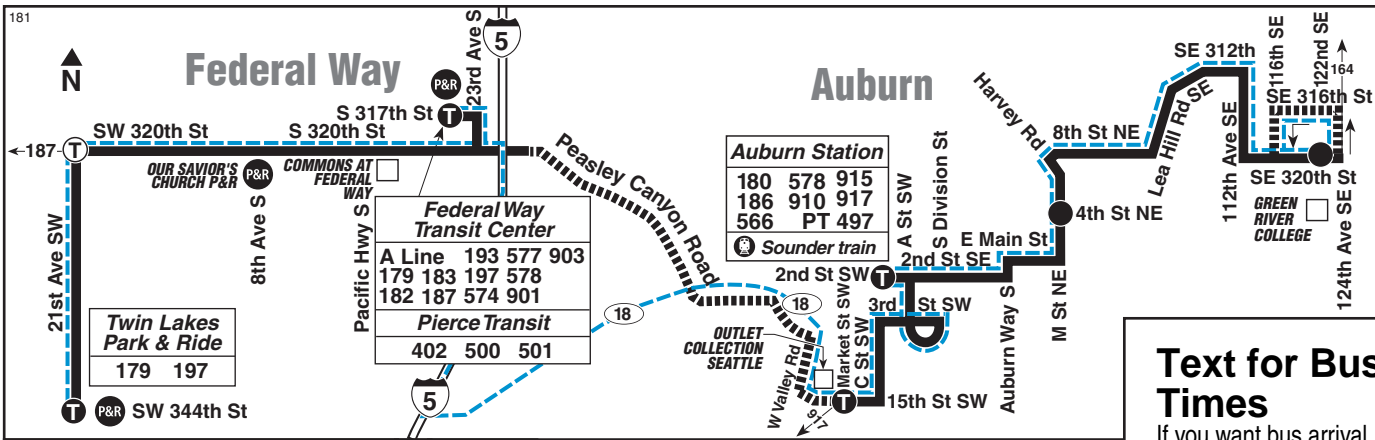 181
N
Federal Way
Auburn
P&R
S 317th St
T
23rd Ave S
5
SW 320th St
S 320th St
187
T
OUR SAVIOR'S
CHURCH P&R
P&R
COMMONS AT
FEDERAL
WAY
21st Ave SW
8th Ave S
Pacific Hwy S
Federal Way
Transit Center
A Line 193 577 903
179 183 197 578
182 187 574 901
Pierce Transit
402 500 501
Twin Lakes
Park & Ride
179 197
T
P&R
SW 344th St
5
18
Peasley Canyon Road
18
Auburn Station
180 578 915
186 910 917
566 PT 497
Sounder train
2nd St SW
T
A St SW
S Division St
2nd St SE
E Main St
3rd St SW
OUTLET
COLLECTION
SEATTLE
W Valley Rd
Market St SW
C St SW
T
917
15th St SW
Auburn Way S
M St NE
4th St NE
Harvey Rd
8th St NE
Lea Hill Rd SE
SE 312th
112th Ave SE
116th SE
122nd SE
164
SE 316th St
SE 320th St
GREEN
RIVER
COLLEGE
124th Ave SE
Text for Bus
Times
If you want bus arrival